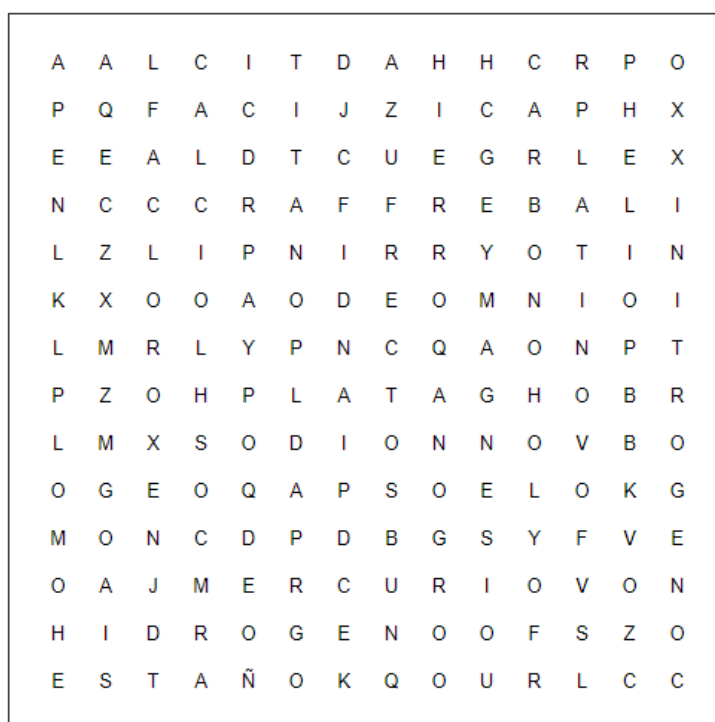 A A L C I T D A H H C R P O
P Q F A C I J Z I C A P H X
E E A L D T C U E G R L E X
N C C C R A F F R E B A L I
L Z L I P N I R R Y O T I N
K X O O A O D E O M N I O I
L M R L Y P N C Q A O N P T
P Z O H P L A T A G H O B R
L M X S O D I O N N O V B O
O G E O Q A P S O E L O K G
M O N C D P D B G S Y F V E
O A J M E R C U R I O V O N
H I D R O G E N O O F S Z O
E S T A Ñ O K Q O U R L C C